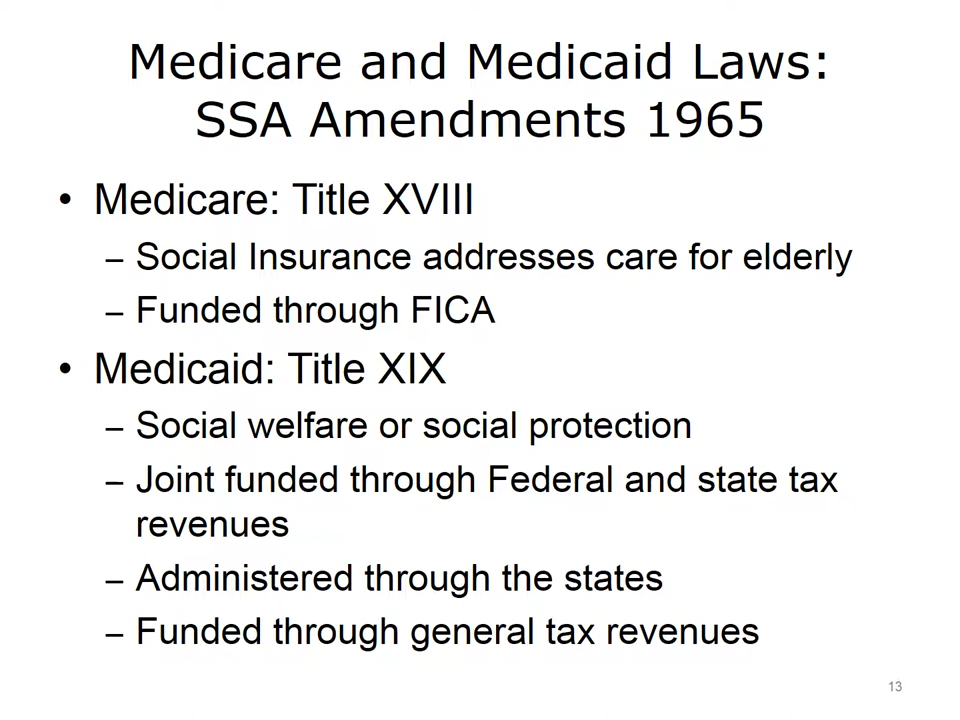 Medicare and Medicaid Laws:
SSA Amendments 1965
• Medicare: Title XVIII
– Social Insurance addresses care for elderly
– Funded through FICA
• Medicaid: Title XIX
– Social welfare or social protection
– Joint funded through Federal and state tax
revenues
– Administered through the states
– Funded through general tax revenues
13